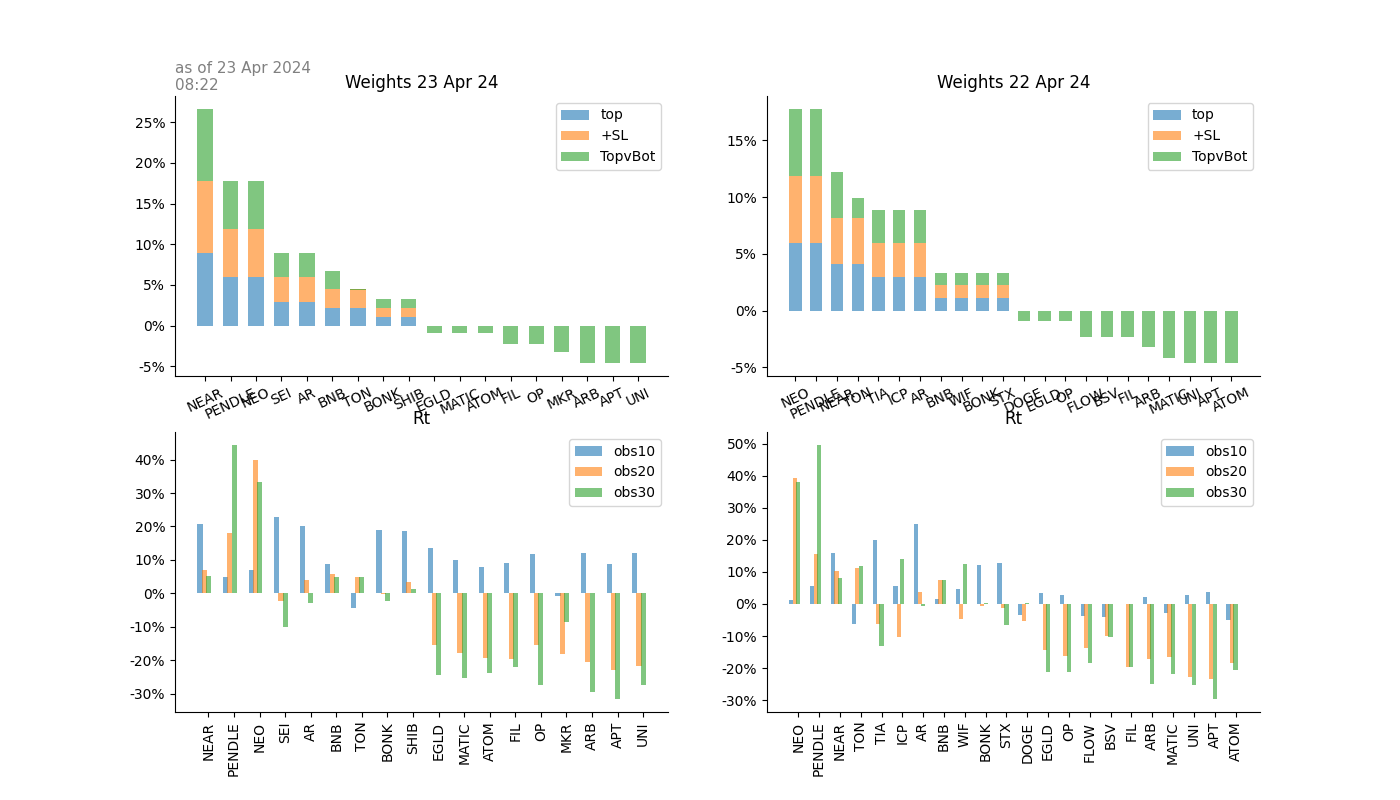 as of 23 Apr 2024
08:22
Weights 23 Apr 24
25%
20%
15%
10%
5%
0%
-5%
top
+SL
TopvBot
NEAR
PENDLE
NEO
SEI
AR
BNB
TON
BONK
SHIB
EGLD
MATIC
ATOM
FIL
OP
MKR
ARB
APT
UNI
Weights 22 Apr 24
15%
10%
5%
0%
-5%
top
+SL
TopvBot
NEO
PENDLE
NEAR
TON
TIA
ICP
AR
BNB
WIF
BONK
STX
DOGE
EGLD
OP
FLOW
BSV
FIL
ARB
MATIC
UNI
APT
ATOM
Rt
40%
30%
20%
10%
0%
-10%
-20%
-30%
obs10
obs20
obs30
NEAR
PENDLE
NEO
SEI
AR
BNB
TON
BONK
SHIB
EGLD
MATIC
ATOM
FIL
OP
MKR
ARB
APT
UNI
Rt
50%
40%
30%
20%
10%
0%
-10%
-20%
-30%
obs10
obs20
obs30
NEO
PENDLE
NEAR
TON
TIA
ICP
AR
BNB
WIF
BONK
STX
DOGE
EGLD
OP
FLOW
BSV
FIL
ARB
MATIC
UNI
APT
ATOM